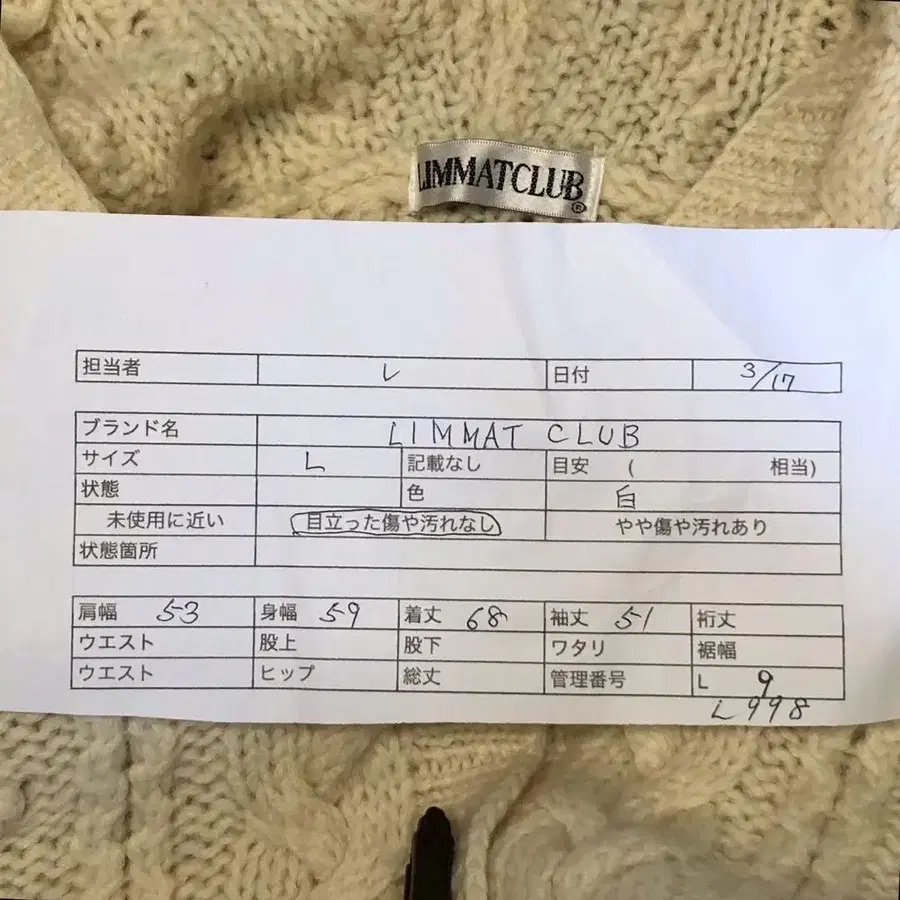 LIMMATCLUB®
担当者 レ 日付 3/17
ブランド名 LIMMAT CLUB
サイズ L 記載なし 目安 ( 相当)
状態 色 白
未使用に近い 目立った傷や汚れなし やや傷や汚れあり
状態箇所
肩幅 53 身幅 59 着丈 68 袖丈 51 裄丈
ウエスト 股上 股下 ワタリ 裾幅
ウエスト ヒップ 総丈 管理番号 L 9
L998